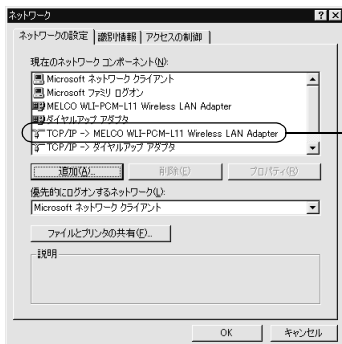 ネットワーク
ネットワークの設定 識別情報 アクセスの制御
現在のネットワーク コンポーネント(N):
Microsoft ネットワーク クライアント
Microsoft ファミリ ログオン
MELCO WLI-PCM-L11 Wireless LAN Adapter
ダイヤルアップ アダプタ
TCP/IP -> MELCO WLI-PCM-L11 Wireless LAN Adapter
TCP/IP -> ダイヤルアップ アダプタ
追加(A)... 削除(E) プロパティ(R)
優先的にログオンするネットワーク(L):
Microsoft ネットワーク クライアント
ファイルとプリンタの共有(F)...
説明
OK キャンセル